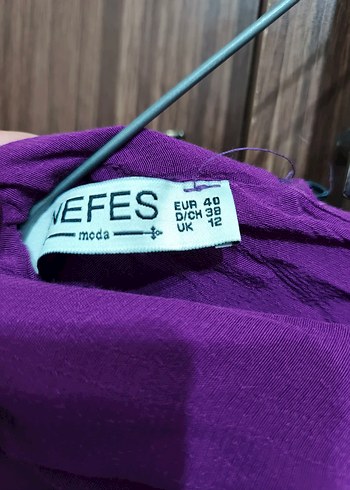 NEFES
moda
EUR 40
D/CH 38
UK 12